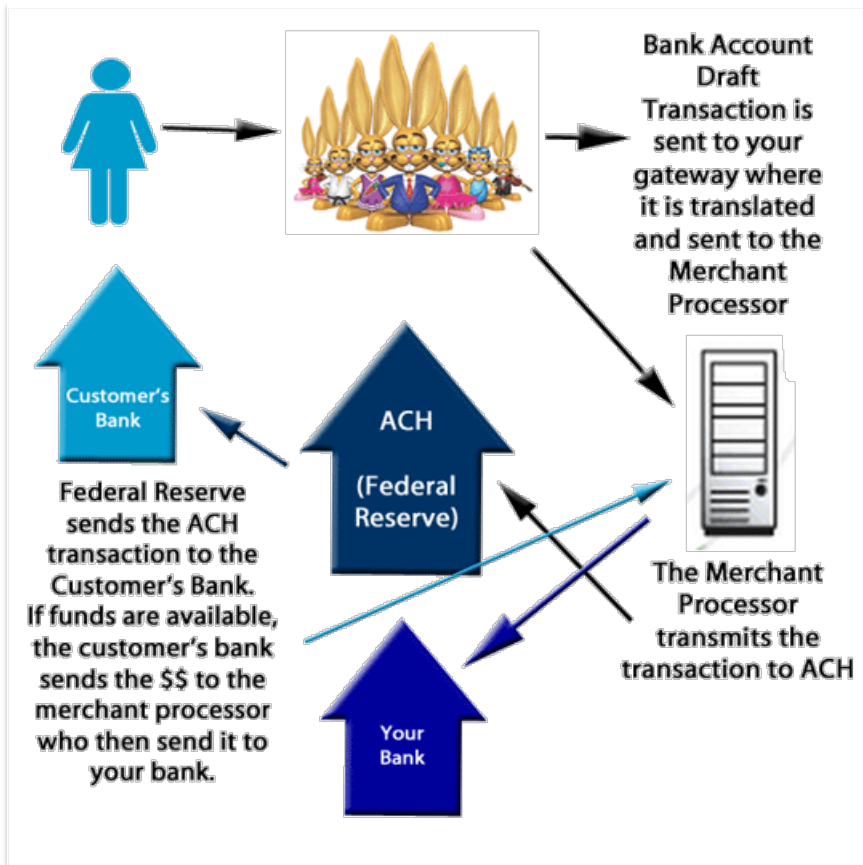 Bank Account
Draft
Transaction is
sent to your
gateway where
it is translated
and sent to the
Merchant
Processor
Customer's
Bank
ACH
(Federal
Reserve)
Federal Reserve
sends the ACH
transaction to the
Customer's Bank.
If funds are available,
the customer's bank
sends the $$ to the
merchant processor
who then send it to
your bank.
The Merchant
Processor
transmits the
transaction to ACH
Your
Bank